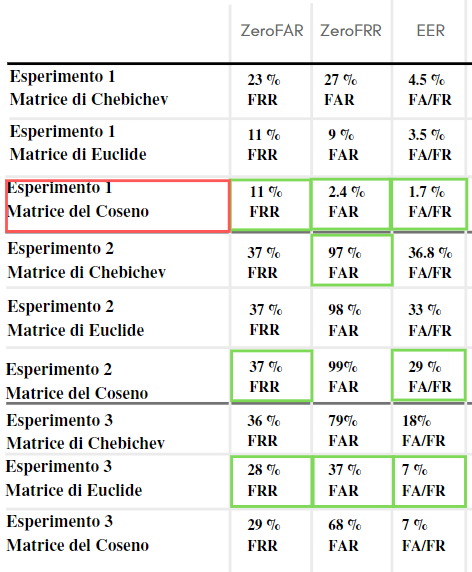 ZeroFAR ZeroFRR EER
Esperimento 1 23 % 27 % 4.5 %
Matrice di Chebichev FRR FAR FA/FR
Esperimento 1 11 % 9 % 3.5 %
Matrice di Euclide FRR FAR FA/FR
Esperimento 1 11 % 2.4 % 1.7 %
Matrice del Coseno FRR FAR FA/FR
Esperimento 2 37 % 97 % 36.8 %
Matrice di Chebichev FRR FAR FA/FR
Esperimento 2 37 % 98 % 33 %
Matrice di Euclide FRR FAR FA/FR
Esperimento 2 37 % 99% 29 %
Matrice del Coseno FRR FAR FA/FR
Esperimento 3 36 % 79% 18%
Matrice di Chebichev FRR FAR FA/FR
Esperimento 3 28 % 37 % 7 %
Matrice di Euclide FRR FAR FA/FR
Esperimento 3 29 % 68 % 7 %
Matrice del Coseno FRR FAR FA/FR